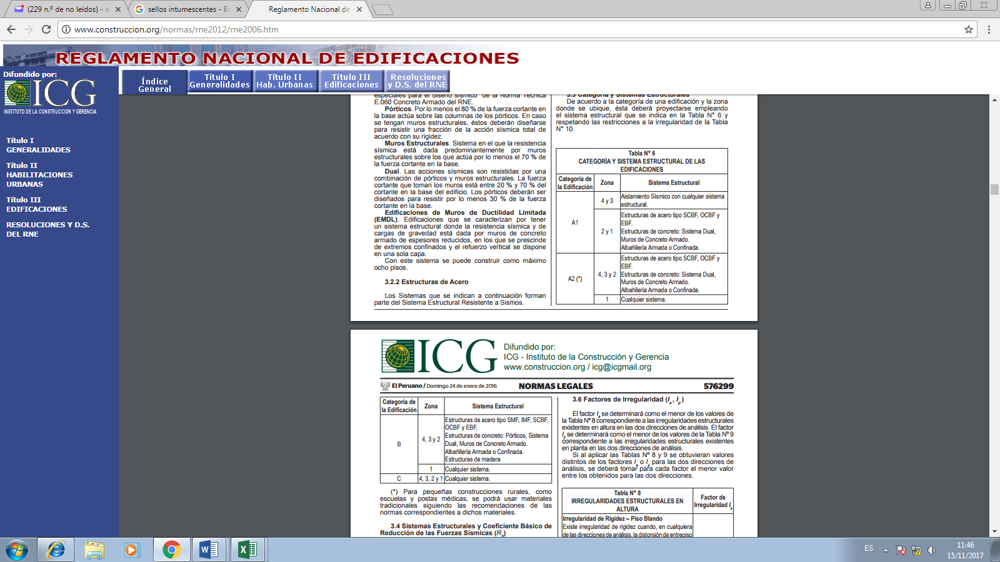 (229 n.º de no leídos) - a
sellos intumescentes - Bu
Reglamento Nacional de
www.construccion.org/normas/rne2012/rne2006.htm
REGLAMENTO NACIONAL DE EDIFICACIONES
Difundido por:
ICG
INSTITUTO DE LA CONSTRUCCION Y GERENCIA
Índice
General
Título I
Generalidades
Título II
Hab. Urbanas
Título III
Edificaciones
Resoluciones
y D.S. del RNE
Título I
GENERALIDADES
Título II
HABILITACIONES
URBANAS
Título III
EDIFICACIONES
RESOLUCIONES Y D.S.
DEL RNE
especiales para el diseño sísmico de la Norma Técnica
E.060 Concreto Armado del RNE.
Pórticos. Por lo menos el 80 % de la fuerza cortante en
la base actúa sobre las columnas de los pórticos. En caso
se tengan muros estructurales, éstos deberán diseñarse
para resistir una fracción de la acción sísmica total de
acuerdo con su rigidez.
Muros Estructurales. Sistema en el que la resistencia
sísmica está dada predominantemente por muros
estructurales sobre los que actúa por lo menos el 70 % de
la fuerza cortante en la base.
Dual. Las acciones sísmicas son resistidas por una
combinación de pórticos y muros estructurales. La fuerza
cortante que toman los muros está entre 20 % y 70 % del
cortante en la base del edificio. Los pórticos deberán ser
diseñados para resistir por lo menos 30 % de la fuerza
cortante en la base.
Edificaciones de Muros de Ductilidad Limitada
(EMDL). Edificaciones que se caracterizan por tener
un sistema estructural donde la resistencia sísmica y de
cargas de gravedad está dada por muros de concreto
armado de espesores reducidos, en los que se prescinde
de extremos confinados y el refuerzo vertical se dispone
en una sola capa.
Con este sistema se puede construir como máximo
ocho pisos.
3.2.2 Estructuras de Acero
Los Sistemas que se indican a continuación forman
parte del Sistema Estructural Resistente a Sismos.
3.3 Categoría y Sistemas Estructurales
De acuerdo a la categoría de una edificación y la zona
donde se ubique, ésta deberá proyectarse empleando
el sistema estructural que se indica en la Tabla N° 6 y
respetando las restricciones a la irregularidad de la Tabla
N° 10.
Tabla N° 6
CATEGORÍA Y SISTEMA ESTRUCTURAL DE LAS
EDIFICACIONES
Categoría de
la Edificación
Zona
Sistema Estructural
A1
4 y 3
Aislamiento Sísmico con cualquier sistema
estructural.
2 y 1
Estructuras de acero tipo SCBF, OCBF y
EBF.
Estructuras de concreto: Sistema Dual,
Muros de Concreto Armado.
Albañilería Armada o Confinada.
A2 (*)
4, 3 y 2
Estructuras de acero tipo SCBF, OCBF y
EBF.
Estructuras de concreto: Sistema Dual,
Muros de Concreto Armado.
Albañilería Armada o Confinada.
1
Cualquier sistema.
ICG
Difundido por:
ICG - Instituto de la Construcción y Gerencia
www.construccion.org / icg@icgmail.org
El Peruano / Domingo 24 de enero de 2016
NORMAS LEGALES
576299
Categoría de
la Edificación
Zona
Sistema Estructural
B
4, 3 y 2
Estructuras de acero tipo SMF, IMF, SCBF,
OCBF y EBF.
Estructuras de concreto: Pórticos, Sistema
Dual, Muros de Concreto Armado.
Albañilería Armada o Confinada.
Estructuras de madera
1
Cualquier sistema.
C
4, 3, 2 y 1
Cualquier sistema.
(*) Para pequeñas construcciones rurales, como
escuelas y postas médicas, se podrá usar materiales
tradicionales siguiendo las recomendaciones de las
normas correspondientes a dichos materiales.
3.4 Sistemas Estructurales y Coeficiente Básico de
Reducción de las Fuerzas Sísmicas (R0)
3.6 Factores de Irregularidad (Ia , Ip )
El factor Ia se determinará como el menor de los valores de
la Tabla Nº 8 correspondiente a las irregularidades estructurales
existentes en altura en las dos direcciones de análisis. El factor
Ip se determinará como el menor de los valores de la Tabla Nº 9
correspondiente a las irregularidades estructurales existentes
en planta en las dos direcciones de análisis.
Si al aplicar las Tablas Nº 8 y 9 se obtuvieran valores
distintos de los factores Ia o Ip para las dos direcciones de
análisis, se deberá tomar para cada factor el menor valor
entre los obtenidos para las dos direcciones.
Tabla N° 8
IRREGULARIDADES ESTRUCTURALES EN
ALTURA
Factor de
Irregularidad Ia
Irregularidad de Rigidez – Piso Blando
Existe irregularidad de rigidez cuando, en cualquiera
de las direcciones de análisis, la distorsión de entrepiso
ES
11:46
15/11/2017